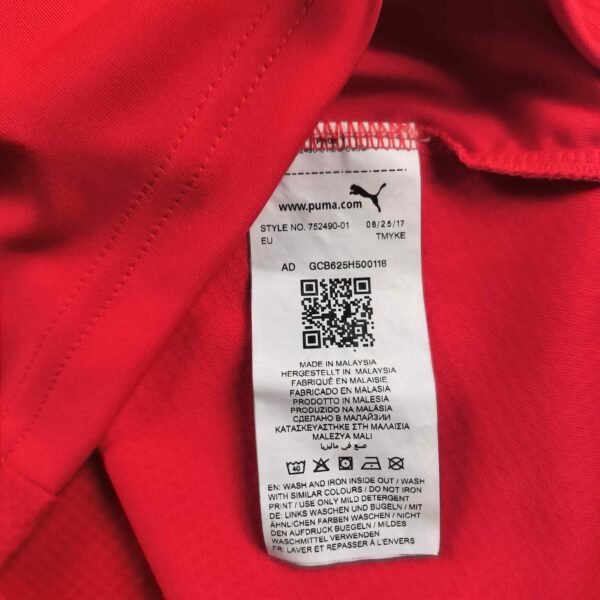 www.puma.com
STYLE NO. 752490-01 08/25/17
EU TMYKE
AD GCB625H500118
MADE IN MALAYSIA
HERGESTELLT IN MALAYSIA
FABRIQUÉ EN MALAISIE
FABRICADO EN MALASIA
PRODOTTO IN MALESIA
PRODUZIDO NA MALÁSIA
СДЕЛАНО В МАЛАЙЗИИ
ΚΑΤΑΣΚΕΥΑΣΤΗΚΕ ΣΤΗ ΜΑΛΑΙΣΙΑ
MALEZYA MALI
صنع في ماليزيا
40
EN: WASH AND IRON INSIDE OUT / WASH
WITH SIMILAR COLOURS / DO NOT IRON
PRINT / USE ONLY MILD DETERGENT
DE: LINKS WASCHEN UND BUGELN / MIT
ÄHNLICHEN FARBEN WASCHEN / NICHT
DEN AUFDRUCK BUEGELN / MILDES
WASCHMITTEL VERWENDEN
FR: LAVER ET REPASSER À L'ENVERS